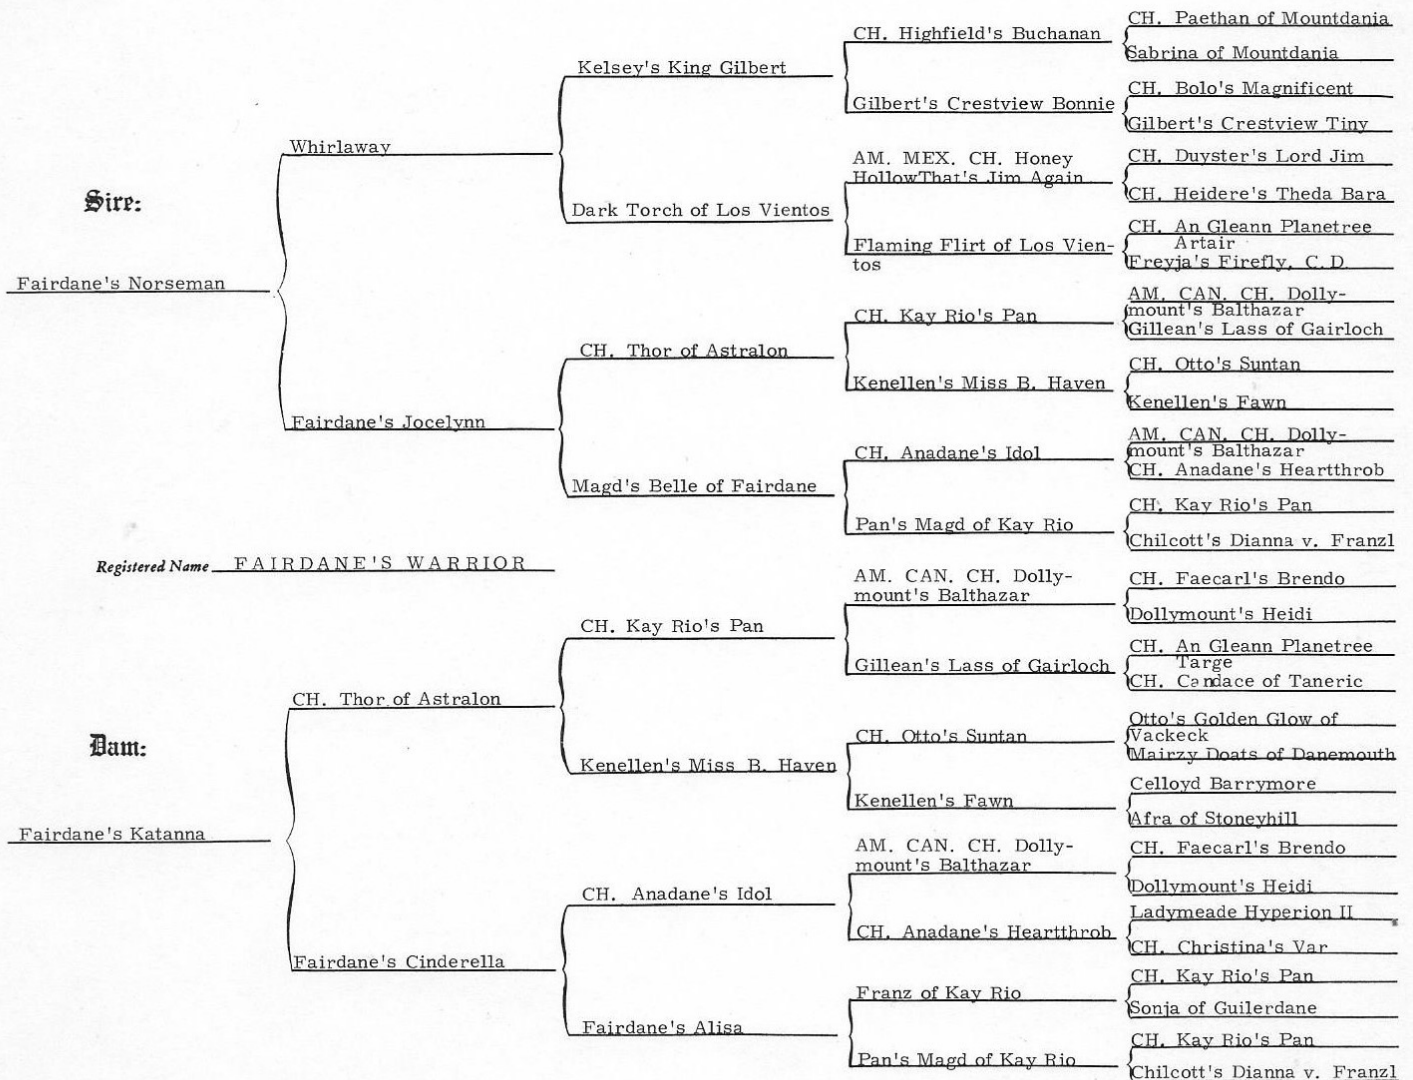 CH. Paethan of Mountdania
CH. Highfield's Buchanan
Sabrina of Mountdania
Kelsey's King Gilbert
CH. Bolo's Magnificent
Gilbert's Crestview Bonnie
Gilbert's Crestview Tiny
Whirlaway
AM. MEX. CH. Honey
HollowThat's Jim Again
CH. Duyster's Lord Jim
CH. Heidere's Theda Bara
Sire:
Dark Torch of Los Vientos
CH. An Gleann Planetree
Artair
Flaming Flirt of Los Vien-
tos
Freyja's Firefly, C.D.
Fairdane's Norseman
AM. CAN. CH. Dolly-
mount's Balthazar
CH. Kay Rio's Pan
Gillean's Lass of Gairloch
CH. Thor of Astralon
CH. Otto's Suntan
Kenellen's Miss B. Haven
Kenellen's Fawn
Fairdane's Jocelynn
AM. CAN. CH. Dolly-
mount's Balthazar
CH. Anadane's Idol
CH. Anadane's Heartthrob
Magd's Belle of Fairdane
CH. Kay Rio's Pan
Pan's Magd of Kay Rio
Chilcott's Dianna v. Franzl
Registered Name FAIRDANE'S WARRIOR
AM. CAN. CH. Dolly-
mount's Balthazar
CH. Faecarl's Brendo
Dollymount's Heidi
CH. Kay Rio's Pan
CH. An Gleann Planetree
Targe
Gillean's Lass of Gairloch
CH. Candace of Taneric
CH. Thor of Astralon
Otto's Golden Glow of
Vackeck
CH. Otto's Suntan
Mairzy Doats of Danemouth
Dam:
Kenellen's Miss B. Haven
Celloyd Barrymore
Kenellen's Fawn
Afra of Stoneyhill
Fairdane's Katanna
AM. CAN. CH. Dolly-
mount's Balthazar
CH. Faecarl's Brendo
Dollymount's Heidi
CH. Anadane's Idol
Ladymeade Hyperion II
CH. Anadane's Heartthrob
CH. Christina's Var
Fairdane's Cinderella
CH. Kay Rio's Pan
Franz of Kay Rio
Sonja of Guilerdane
Fairdane's Alisa
CH. Kay Rio's Pan
Pan's Magd of Kay Rio
Chilcott's Dianna v. Franzl